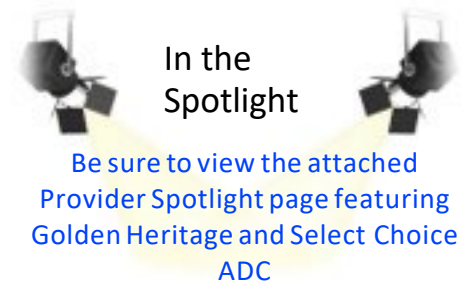 In the
Spotlight
Be sure to view the attached
Provider Spotlight page featuring
Golden Heritage and Select Choice
ADC